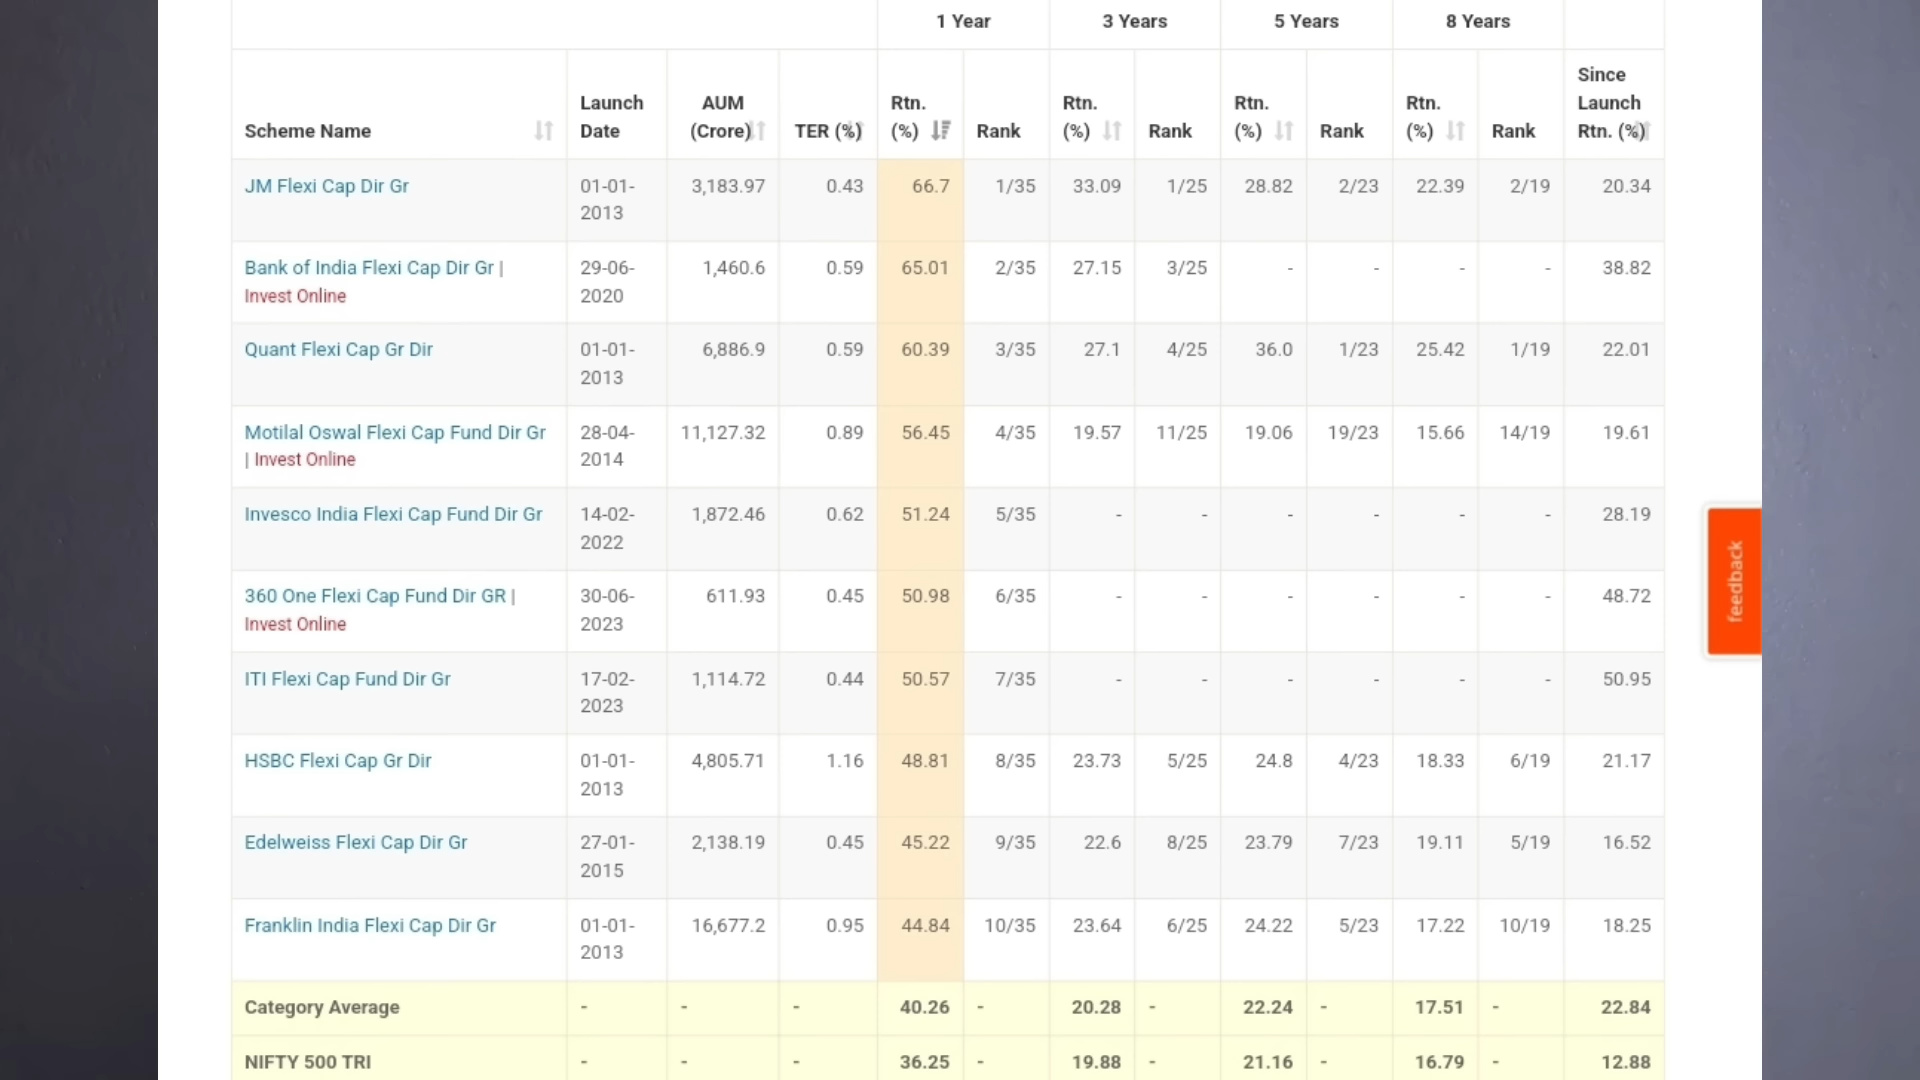 1 Year 3 Years 5 Years 8 Years
Scheme Name Launch Date AUM (Crore) TER (%) Rtn. (%) Rank Rtn. (%) Rank Rtn. (%) Rank Rtn. (%) Rank Since Launch Rtn. (%)
JM Flexi Cap Dir Gr 01-01-2013 3,183.97 0.43 66.7 1/35 33.09 1/25 28.82 2/23 22.39 2/19 20.34
Bank of India Flexi Cap Dir Gr | Invest Online 29-06-2020 1,460.6 0.59 65.01 2/35 27.15 3/25 - - - - 38.82
Quant Flexi Cap Gr Dir 01-01-2013 6,886.9 0.59 60.39 3/35 27.1 4/25 36.0 1/23 25.42 1/19 22.01
Motilal Oswal Flexi Cap Fund Dir Gr | Invest Online 28-04-2014 11,127.32 0.89 56.45 4/35 19.57 11/25 19.06 19/23 15.66 14/19 19.61
Invesco India Flexi Cap Fund Dir Gr 14-02-2022 1,872.46 0.62 51.24 5/35 - - - - - - 28.19
360 One Flexi Cap Fund Dir GR | Invest Online 30-06-2023 611.93 0.45 50.98 6/35 - - - - - - 48.72
ITI Flexi Cap Fund Dir Gr 17-02-2023 1,114.72 0.44 50.57 7/35 - - - - - - 50.95
HSBC Flexi Cap Gr Dir 01-01-2013 4,805.71 1.16 48.81 8/35 23.73 5/25 24.8 4/23 18.33 6/19 21.17
Edelweiss Flexi Cap Dir Gr 27-01-2015 2,138.19 0.45 45.22 9/35 22.6 8/25 23.79 7/23 19.11 5/19 16.52
Franklin India Flexi Cap Dir Gr 01-01-2013 16,677.2 0.95 44.84 10/35 23.64 6/25 24.22 5/23 17.22 10/19 18.25
Category Average - - - 40.26 - 20.28 - 22.24 - 17.51 - 22.84
NIFTY 500 TRI - - - 36.25 - 19.88 - 21.16 - 16.79 - 12.88
feedback